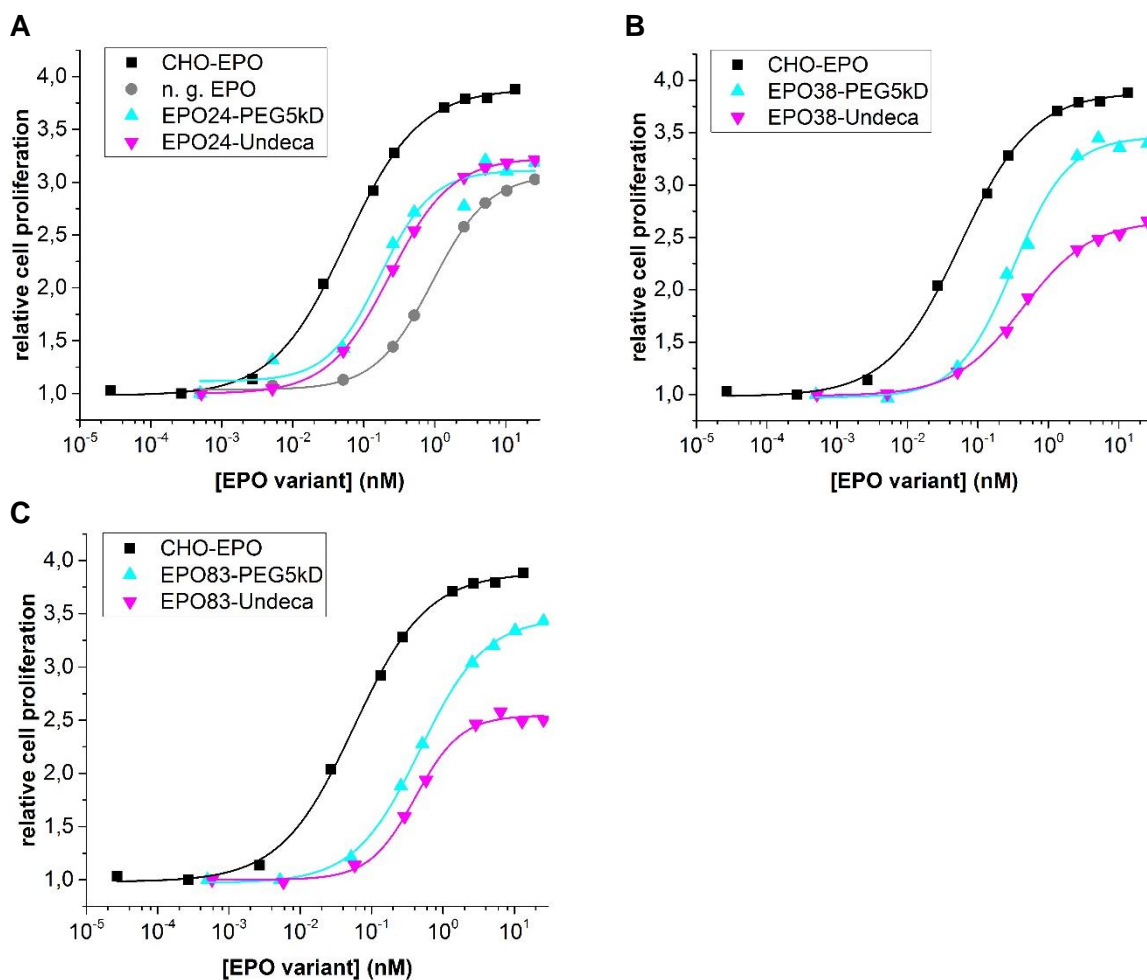 A
CHO-EPO
n. g. EPO
EPO24-PEG5kD
EPO24-Undeca
4,0
3,5
3,0
2,5
2,0
1,5
1,0
relative cell proliferation
10⁻⁵ 10⁻⁴ 10⁻³ 10⁻² 10⁻¹ 10⁰ 10¹
[EPO variant] (nM)
B
CHO-EPO
EPO38-PEG5kD
EPO38-Undeca
4,0
3,5
3,0
2,5
2,0
1,5
1,0
relative cell proliferation
10⁻⁵ 10⁻⁴ 10⁻³ 10⁻² 10⁻¹ 10⁰ 10¹
[EPO variant] (nM)
C
CHO-EPO
EPO83-PEG5kD
EPO83-Undeca
4,0
3,5
3,0
2,5
2,0
1,5
1,0
relative cell proliferation
10⁻⁵ 10⁻⁴ 10⁻³ 10⁻² 10⁻¹ 10⁰ 10¹
[EPO variant] (nM)